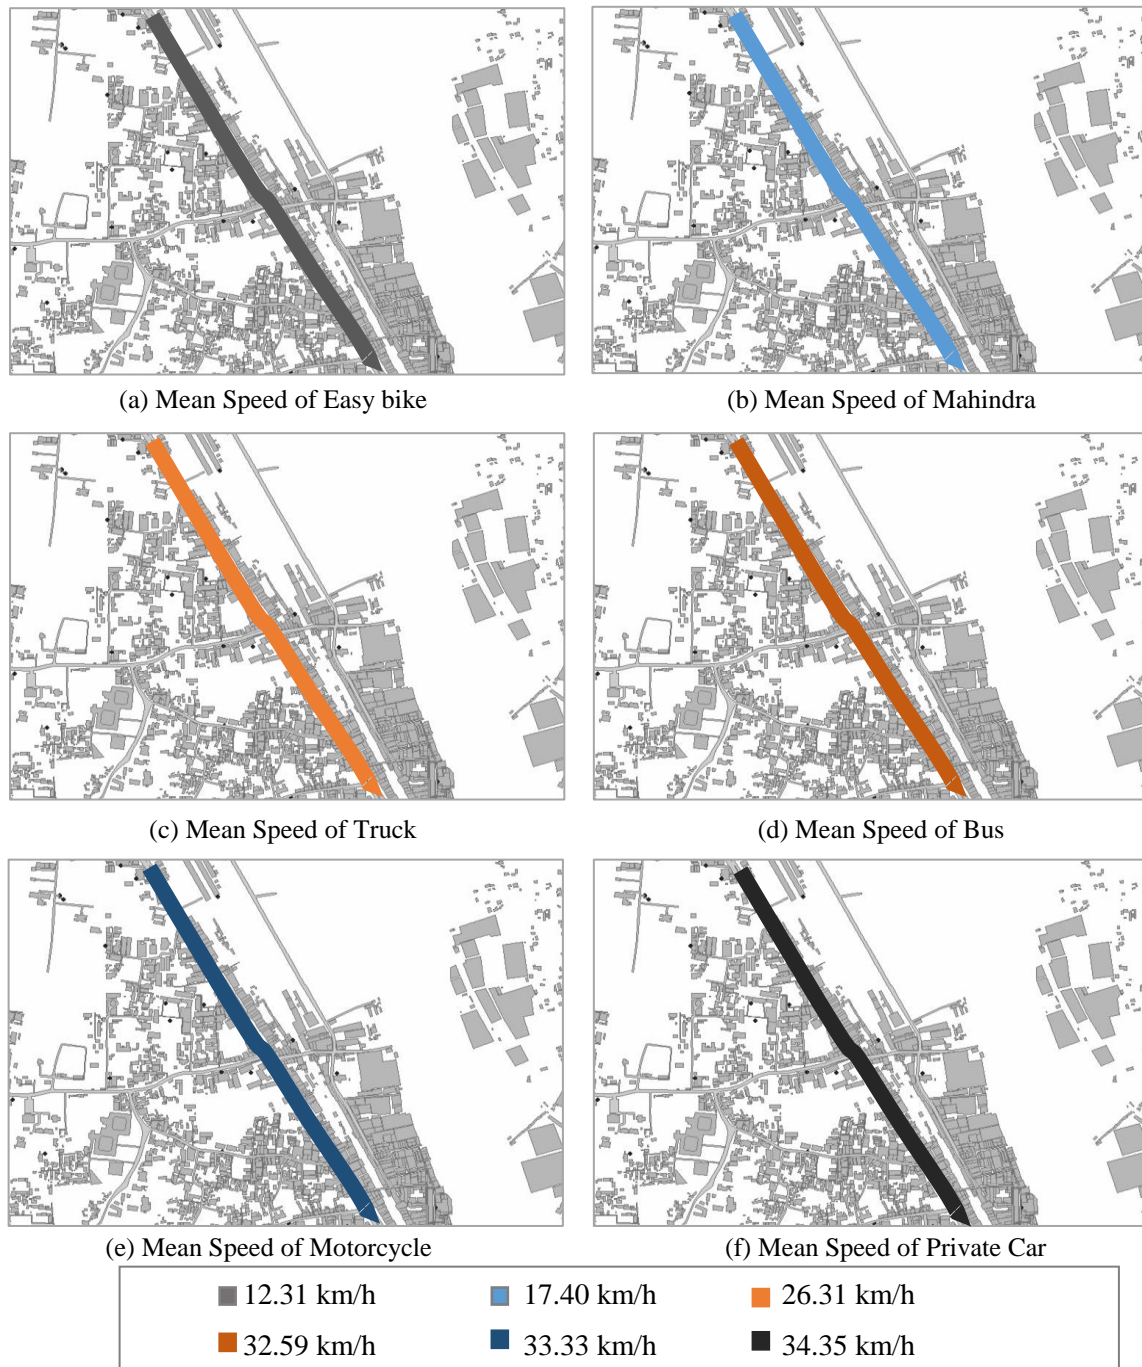 (a) Mean Speed of Easy bike
(b) Mean Speed of Mahindra
(c) Mean Speed of Truck
(d) Mean Speed of Bus
(e) Mean Speed of Motorcycle
(f) Mean Speed of Private Car
12.31 km/h
17.40 km/h
26.31 km/h
32.59 km/h
33.33 km/h
34.35 km/h